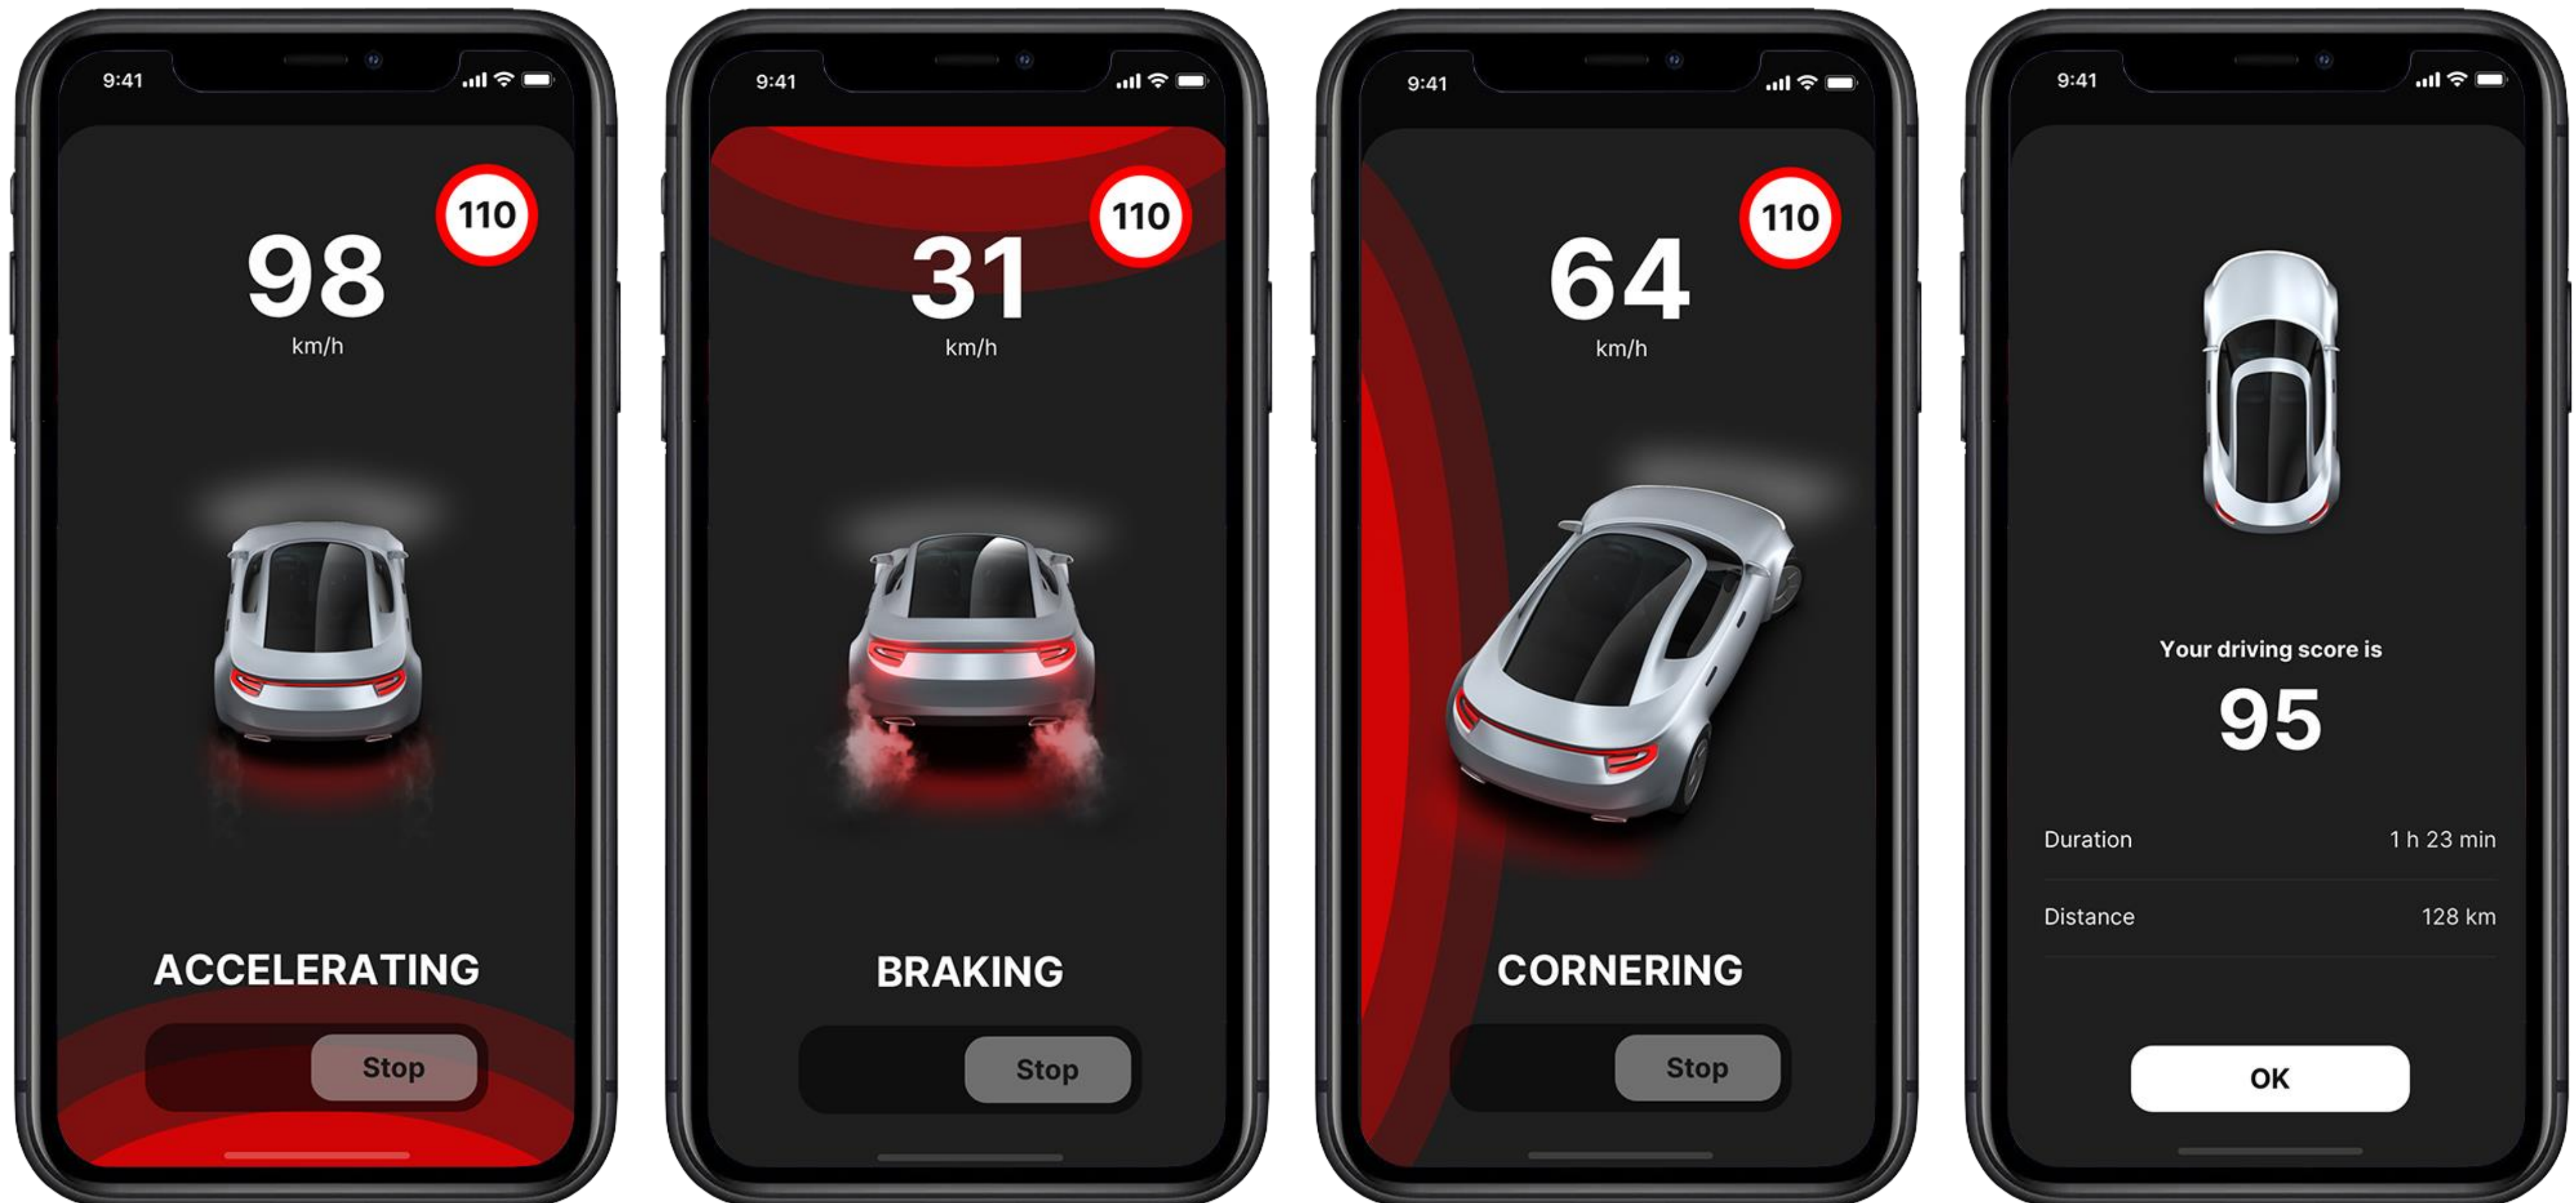 9:41
110
98
km/h
ACCELERATING
Stop
9:41
110
31
km/h
BRAKING
Stop
9:41
110
64
km/h
CORNERING
Stop
9:41
Your driving score is
95
Duration 1 h 23 min
Distance 128 km
OK